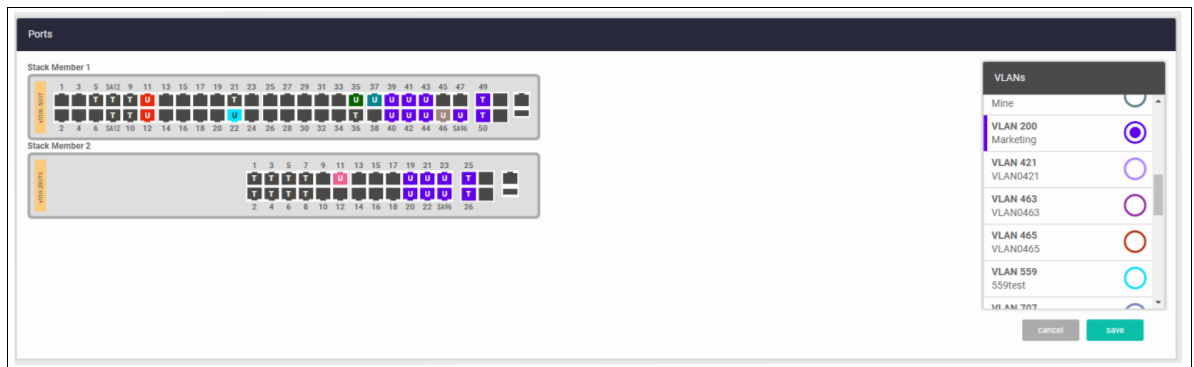 Ports
Stack Member 1
1 3 5 SA12 9 11 13 15 17 19 21 23 25 27 29 31 33 35 37 39 41 43 45 47 49
T T T U T U U U U U T
T T U U T U U U U U T
2 4 6 SA12 10 12 14 16 18 20 22 24 26 28 30 32 34 36 38 40 42 44 46 SA96 50
Stack Member 2
1 3 5 7 9 11 13 15 17 19 21 23 25
T T T T U U U U T
x510-28GTX
T T T T U U U T
2 4 6 8 10 12 14 16 18 20 22 SA96 26
VLANs
Mine
VLAN 200
Marketing
VLAN 421
VLAN0421
VLAN 463
VLAN0463
VLAN 465
VLAN0465
VLAN 559
559test
VLAN 707
cancel save